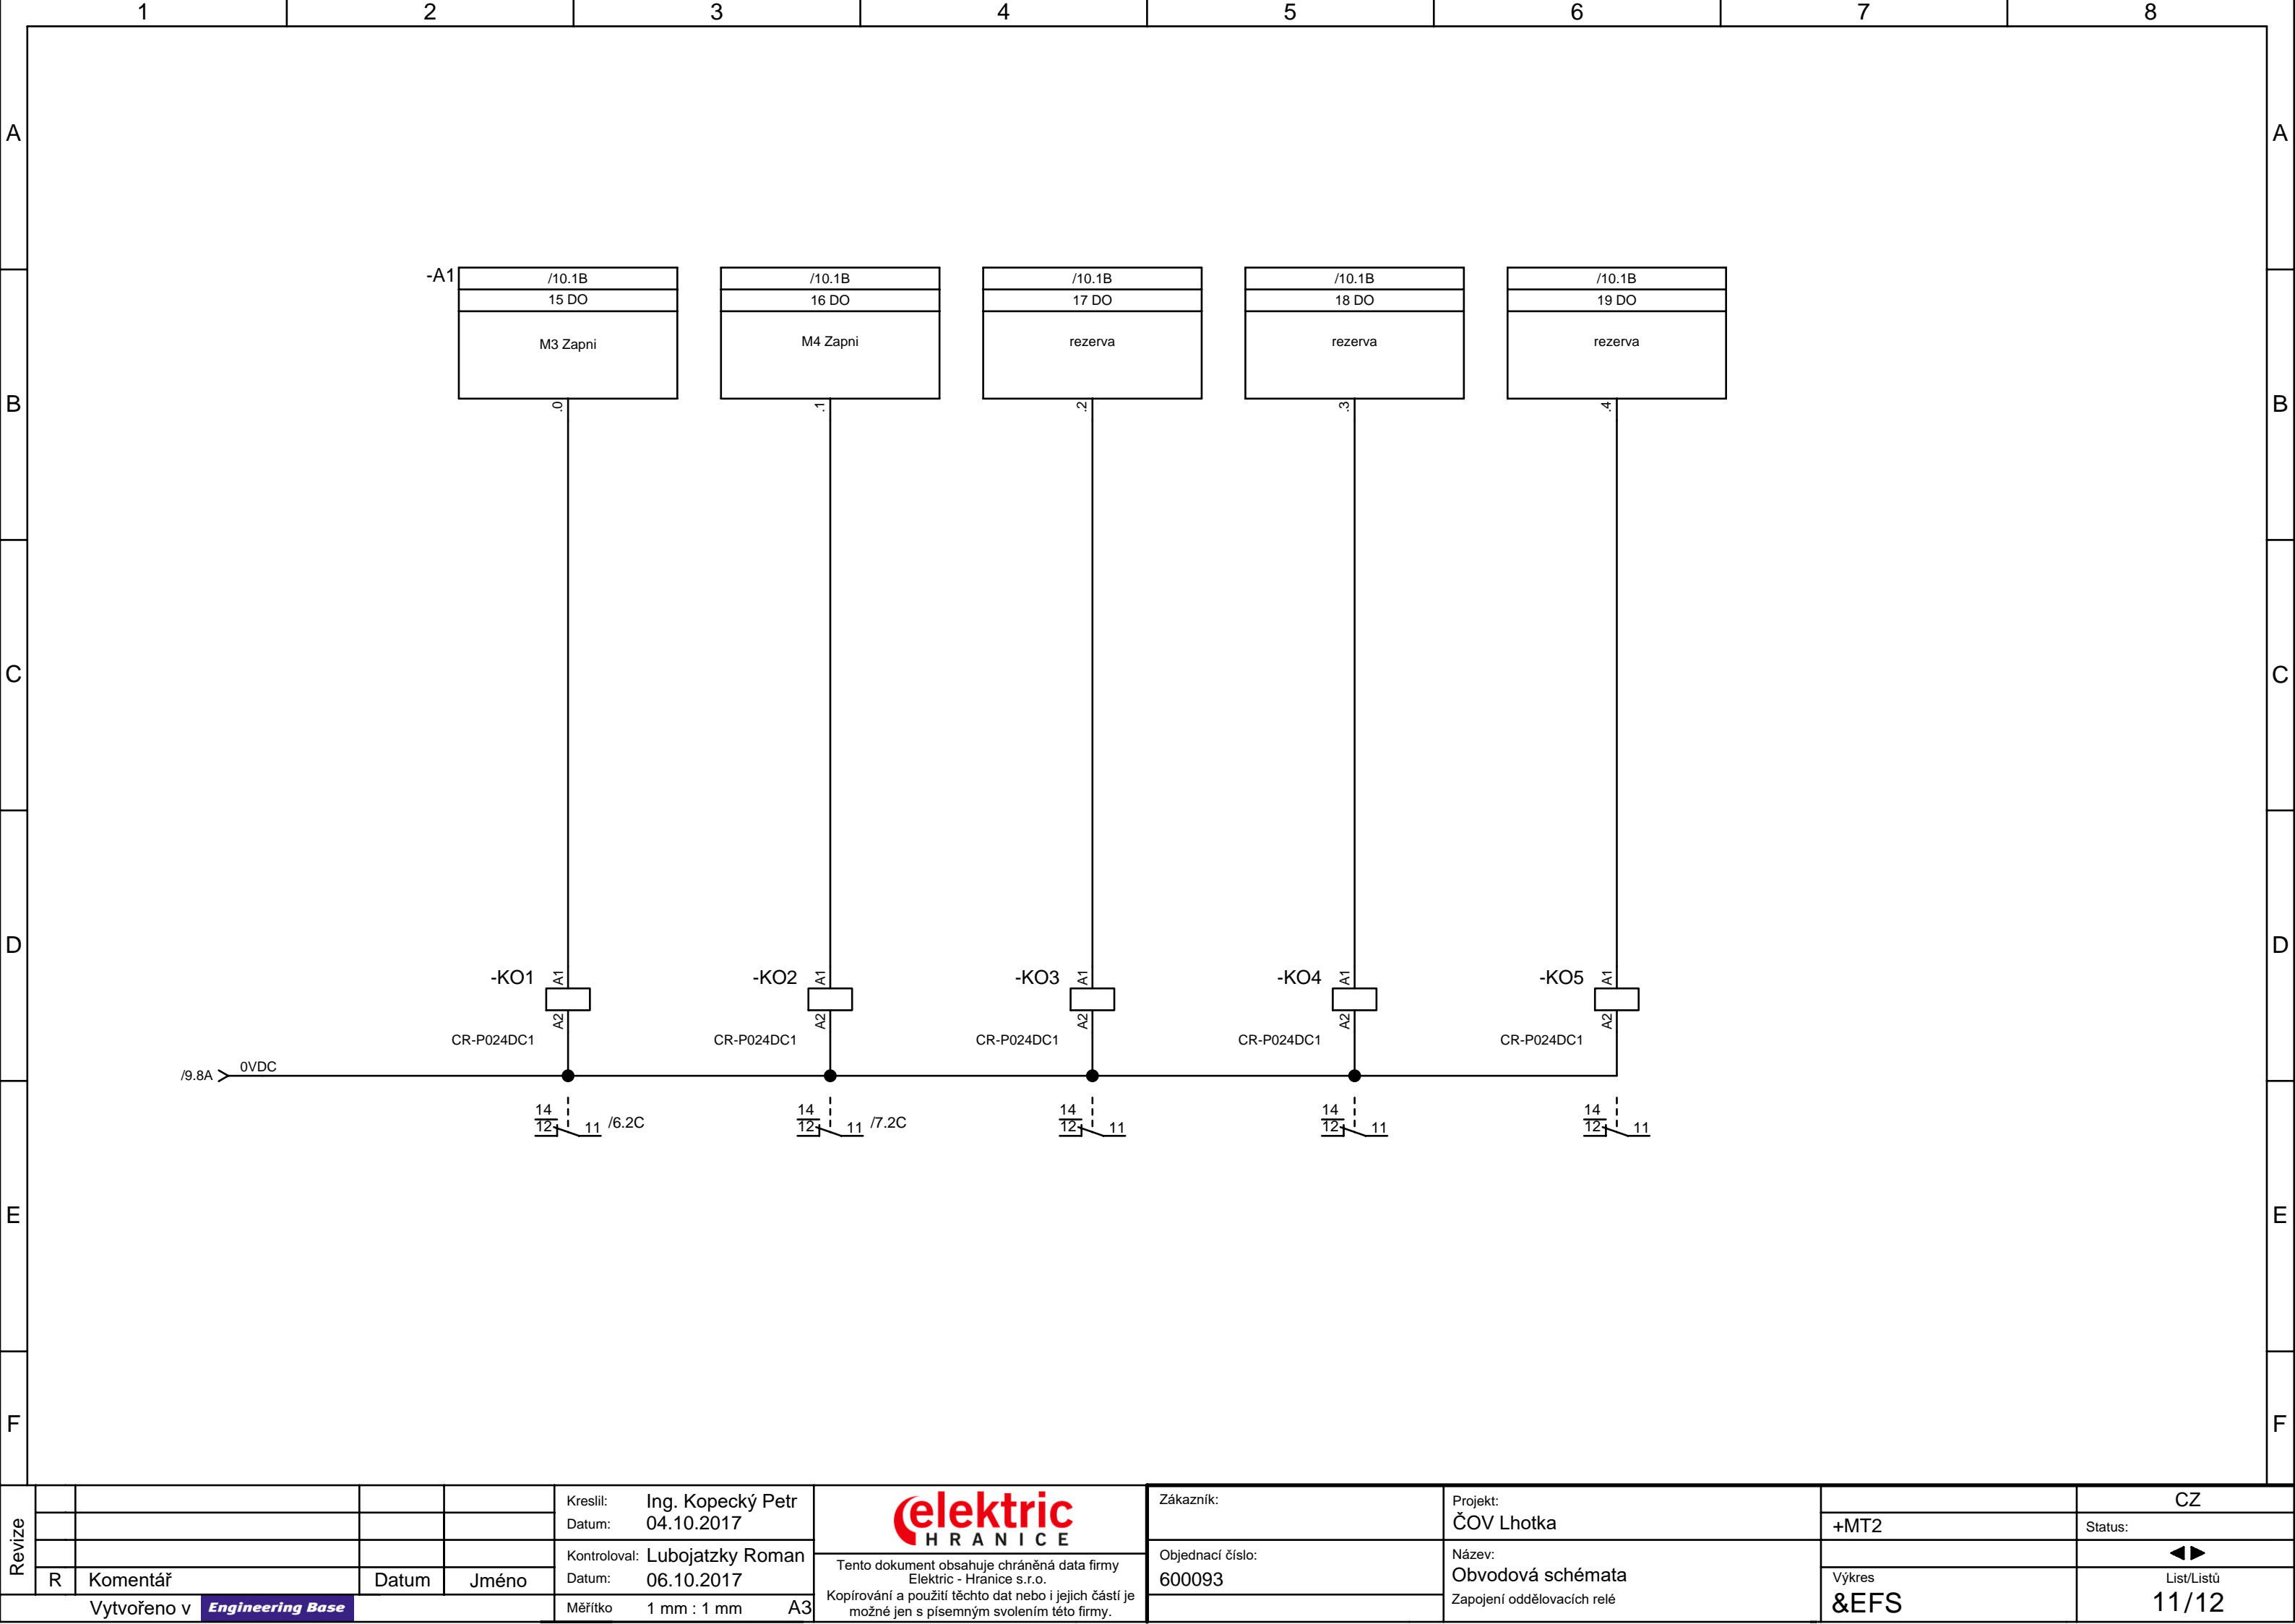 1 2 3 4 5 6 7 8
A A
-A1 /10.1B /10.1B /10.1B /10.1B /10.1B
15 DO 16 DO 17 DO 18 DO 19 DO
M3 Zapni M4 Zapni rezerva rezerva rezerva
B .0 .1 .2 .3 .4 B
C C
D D
-KO1 A1 -KO2 A1 -KO3 A1 -KO4 A1 -KO5 A1
A2 A2 A2 A2 A2
CR-P024DC1 CR-P024DC1 CR-P024DC1 CR-P024DC1 CR-P024DC1
/9.8A 0VDC
14 14 14 14 14
12 11 /6.2C 12 11 /7.2C 12 11 12 11 12 11
E E
F F
Revize
R Komentář Datum Jméno
Vytvořeno v Engineering Base
Kreslil: Ing. Kopecký Petr
Datum: 04.10.2017
Kontroloval: Lubojatzky Roman
Datum: 06.10.2017
Měřítko 1 mm : 1 mm A3
elektric
HRANICE
Tento dokument obsahuje chráněná data firmy
Elektric - Hranice s.r.o.
Kopírování a použití těchto dat nebo i jejich částí je
možné jen s písemným svolením této firmy.
Zákazník:
Objednací číslo:
600093
Projekt:
ČOV Lhotka
Název:
Obvodová schémata
Zapojení oddělovacích relé
+MT2
Výkres
&EFS
CZ
Status:
List/Listů
11/12